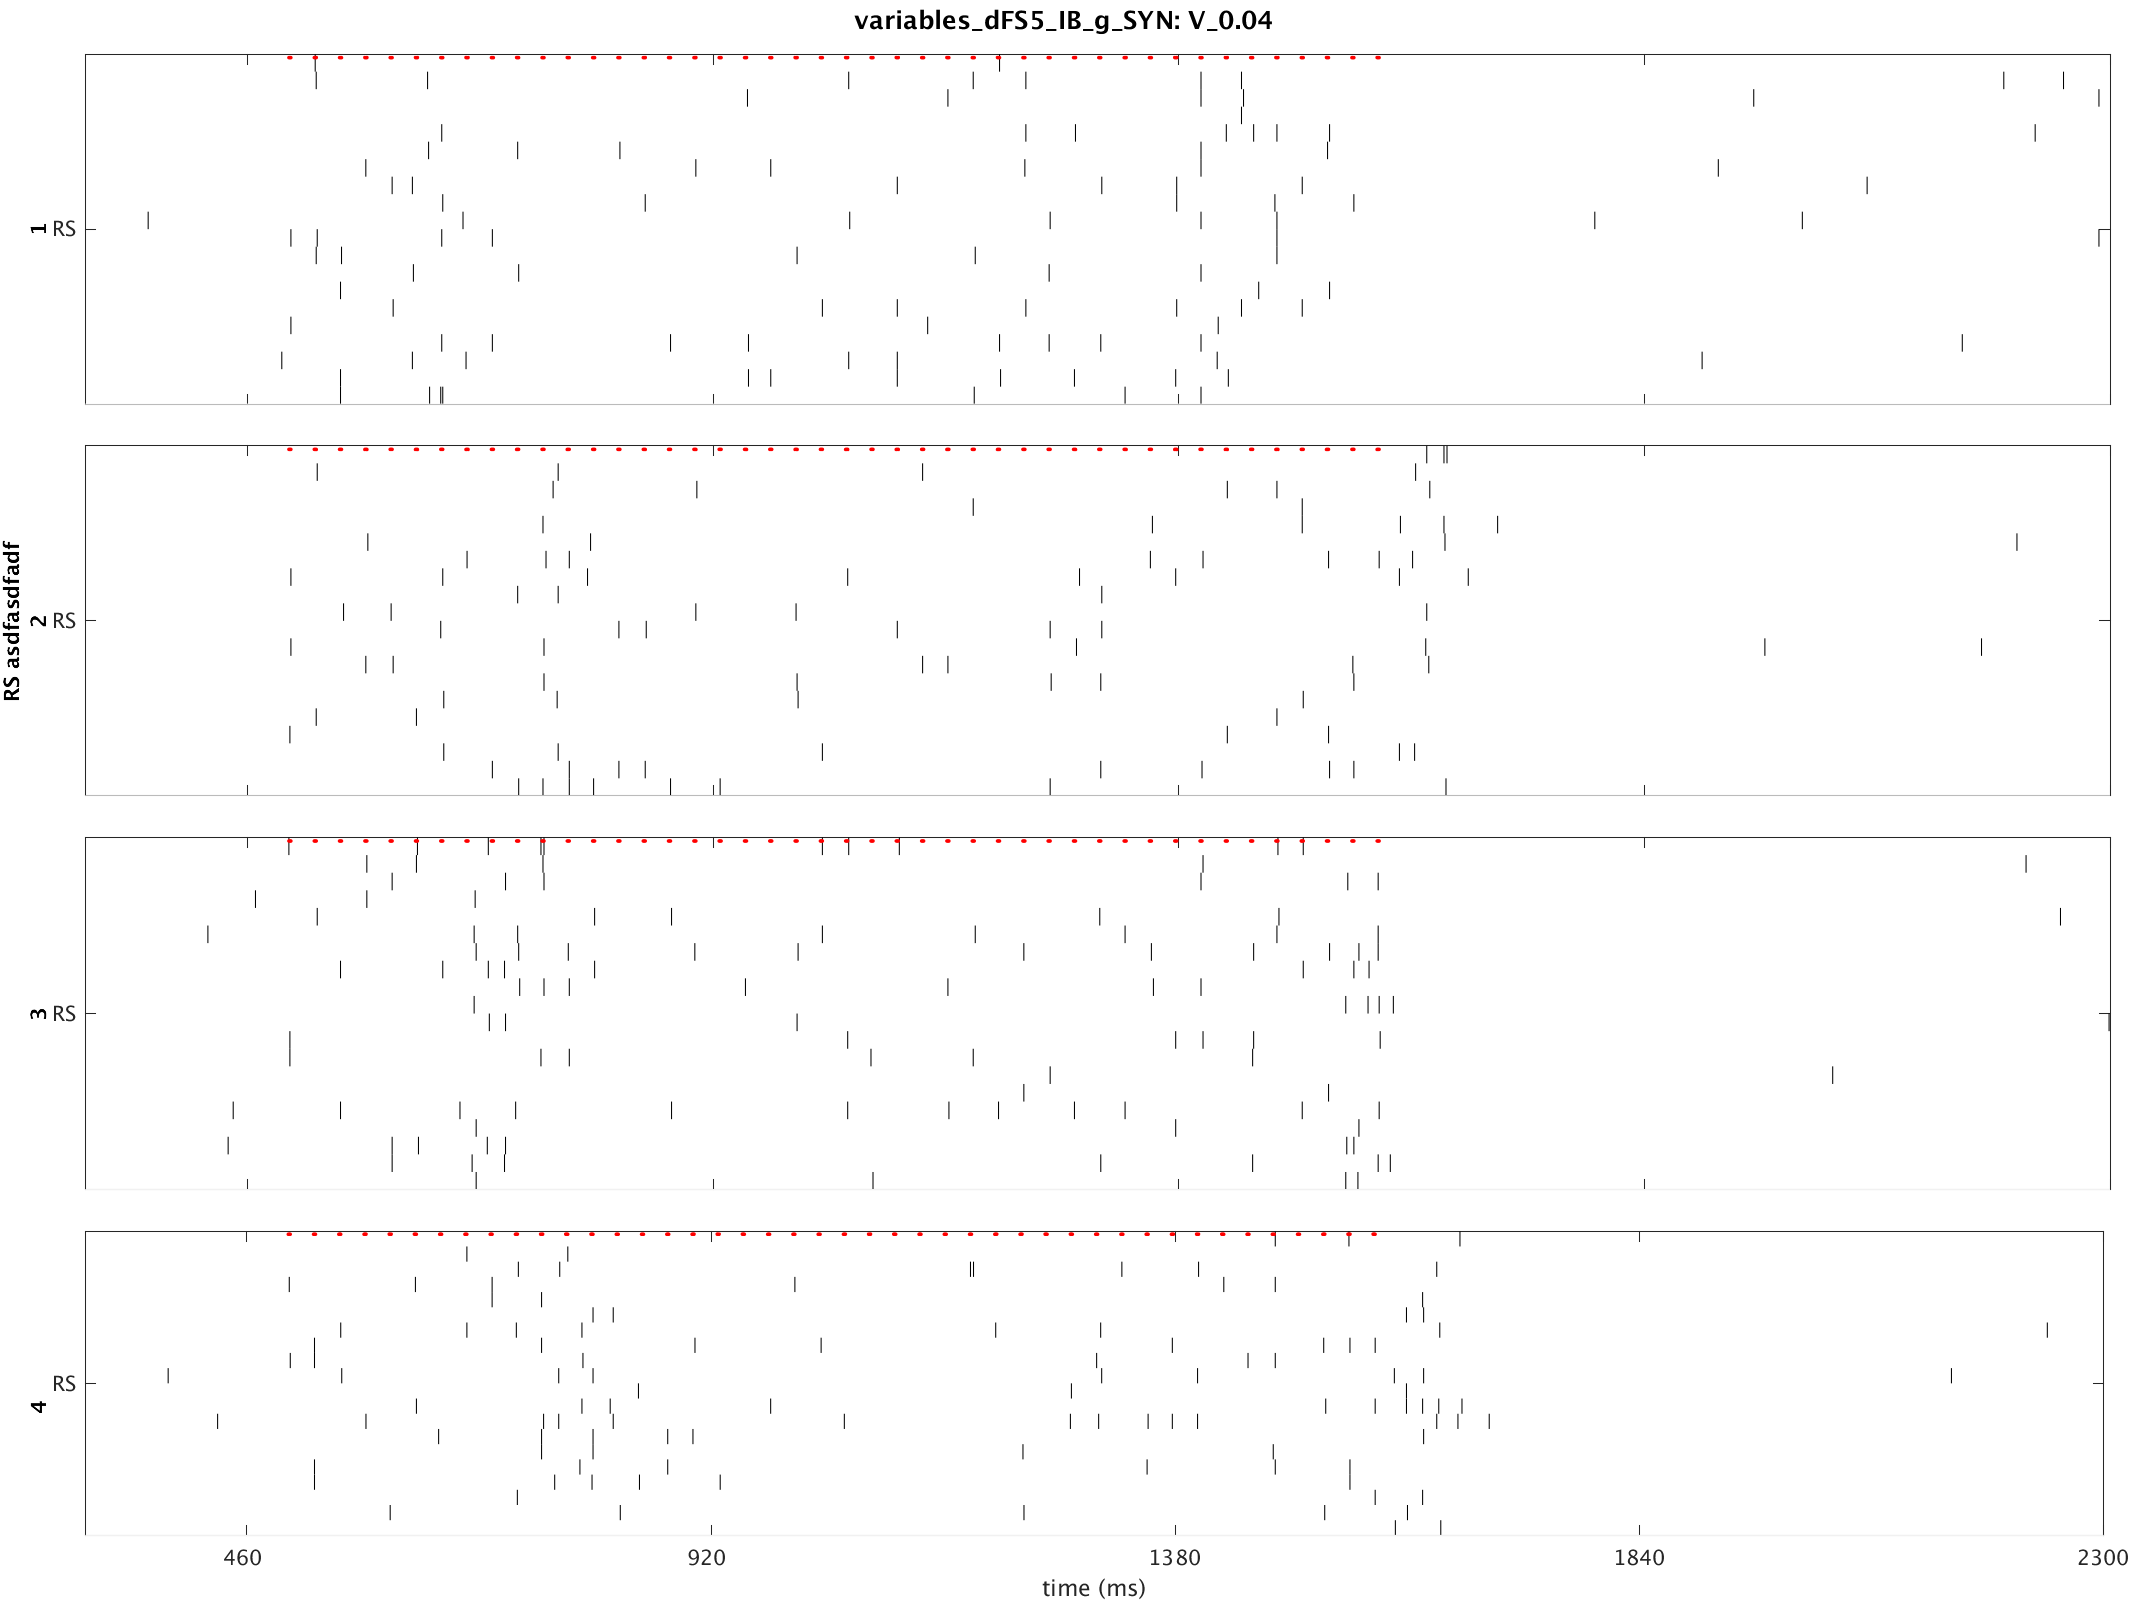 variables_dFS5_IB_g_SYN: V_0.04
1 RS
RS asdfasdfadf
2 RS
3 RS
4 RS
460 920 1380 1840 2300
time (ms)